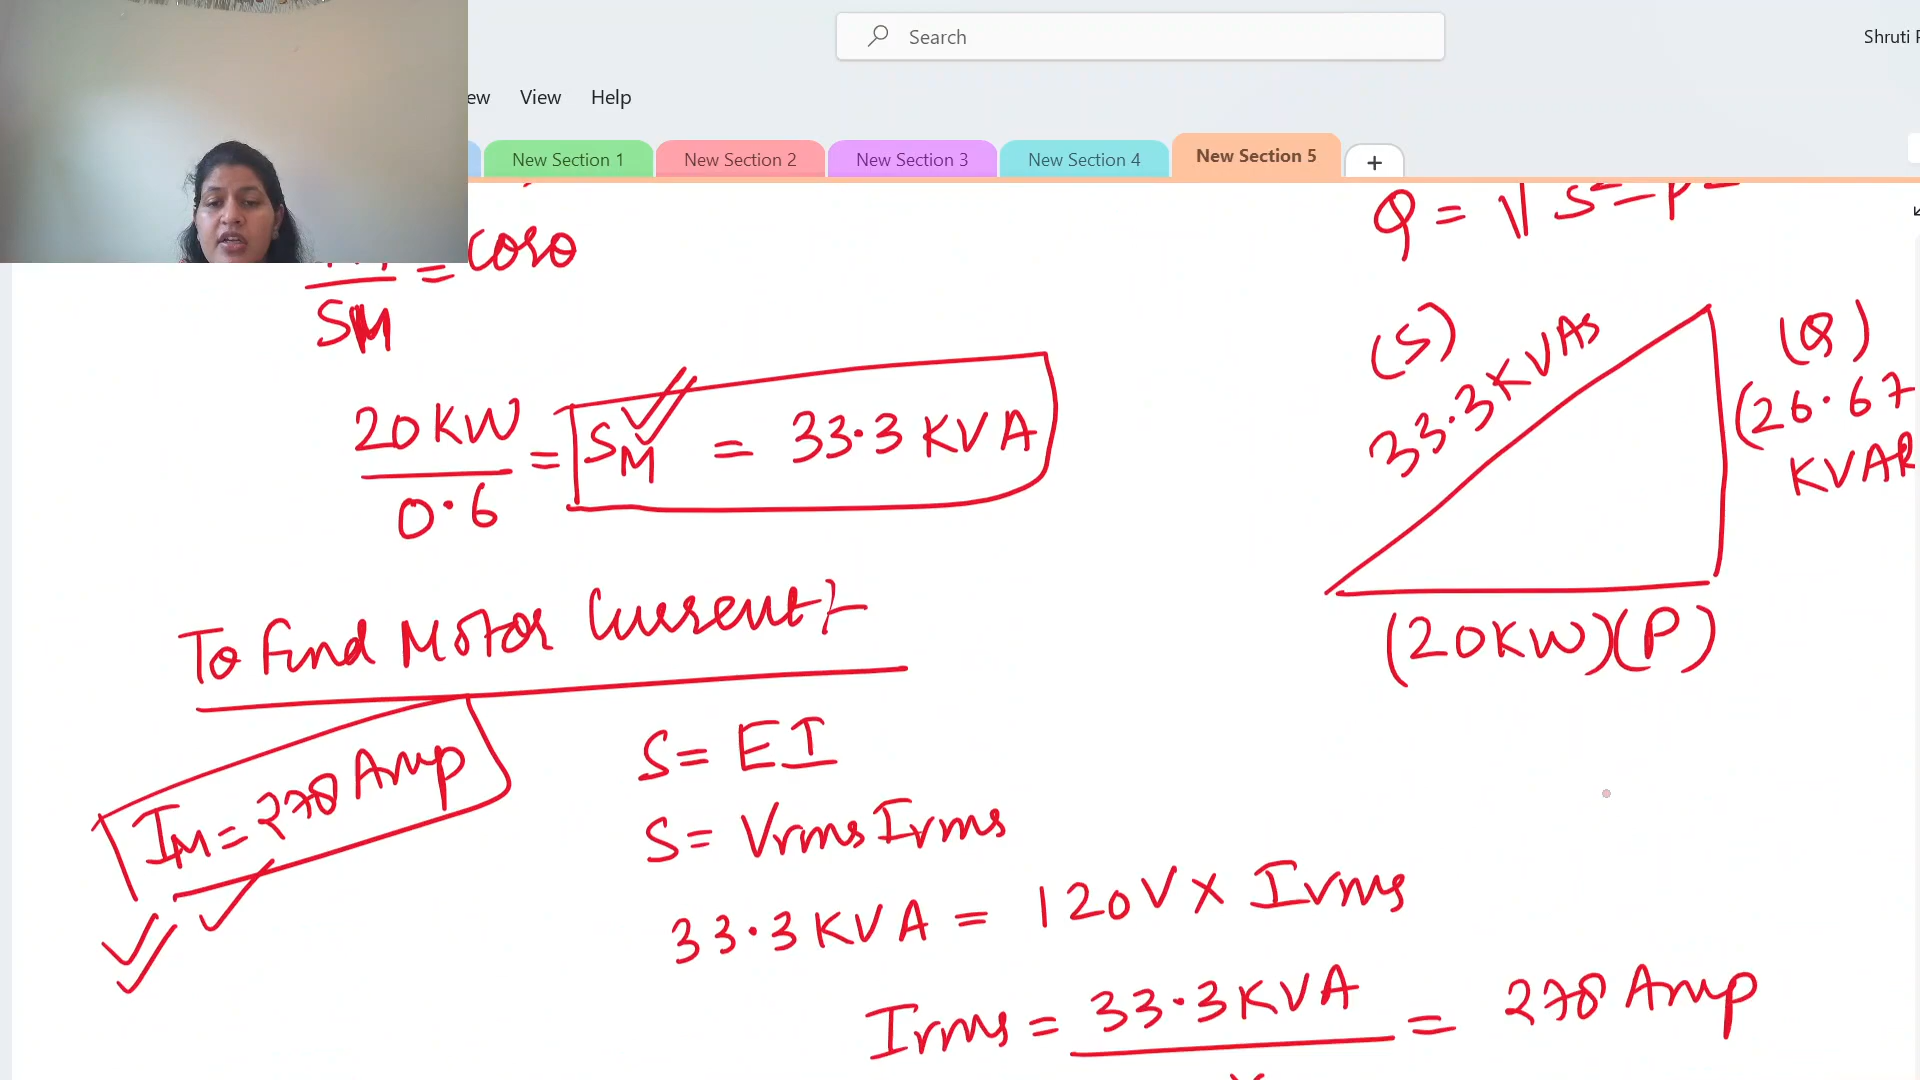 Search
Shruti
ew View Help
New Section 1 New Section 2 New Section 3 New Section 4 New Section 5 +
Q = √S²-P²
= cosθ
SM
20KW
0.6
= SM = 33.3 KVA
(S)
33.3 KVAs
(Q)
(26.67
KVAR
(20KW)(P)
To Find Motor Current:-
IM = 278 Amp
S = EI
S = Vrms Irms
33.3 KVA = 120V X Irms
Irms = 33.3 KVA = 278 Amp